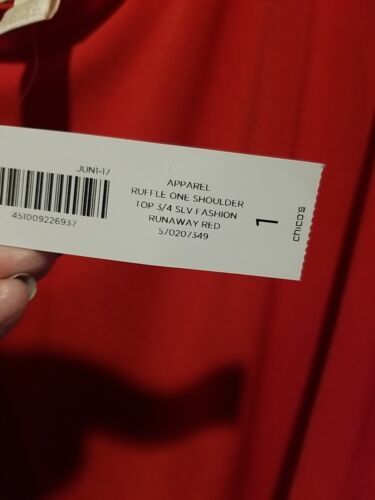 JUN1-17
451009226937
APPAREL
RUFFLE ONE SHOULDER
TOP 3/4 SLV FASHION
RUNAWAY RED
570207349
1
chico's